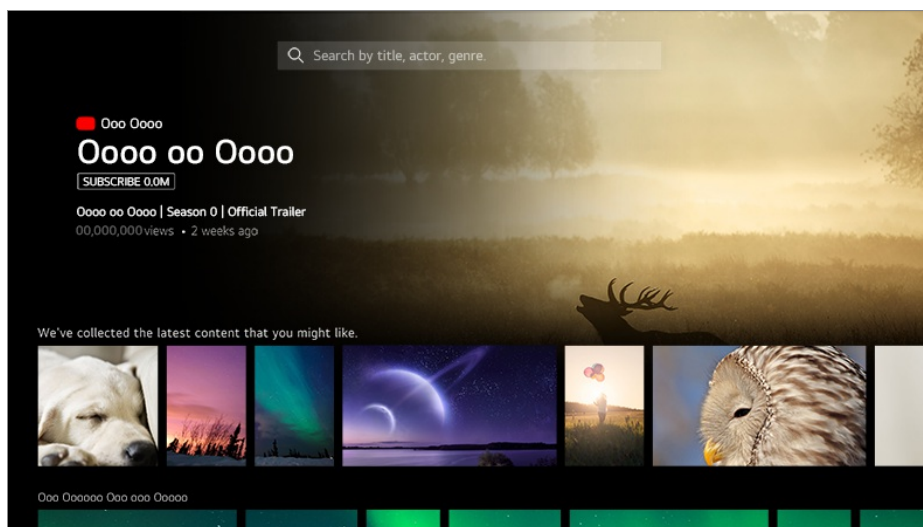 Search by title, actor, genre.
Ooo Oooo
Oooo oo Oooo
SUBSCRIBE 0.0M
Oooo oo Oooo | Season 0 | Official Trailer
00,000,000 views • 2 weeks ago
We've collected the latest content that you might like.
Ooo Oooooo Ooo ooo Ooooo